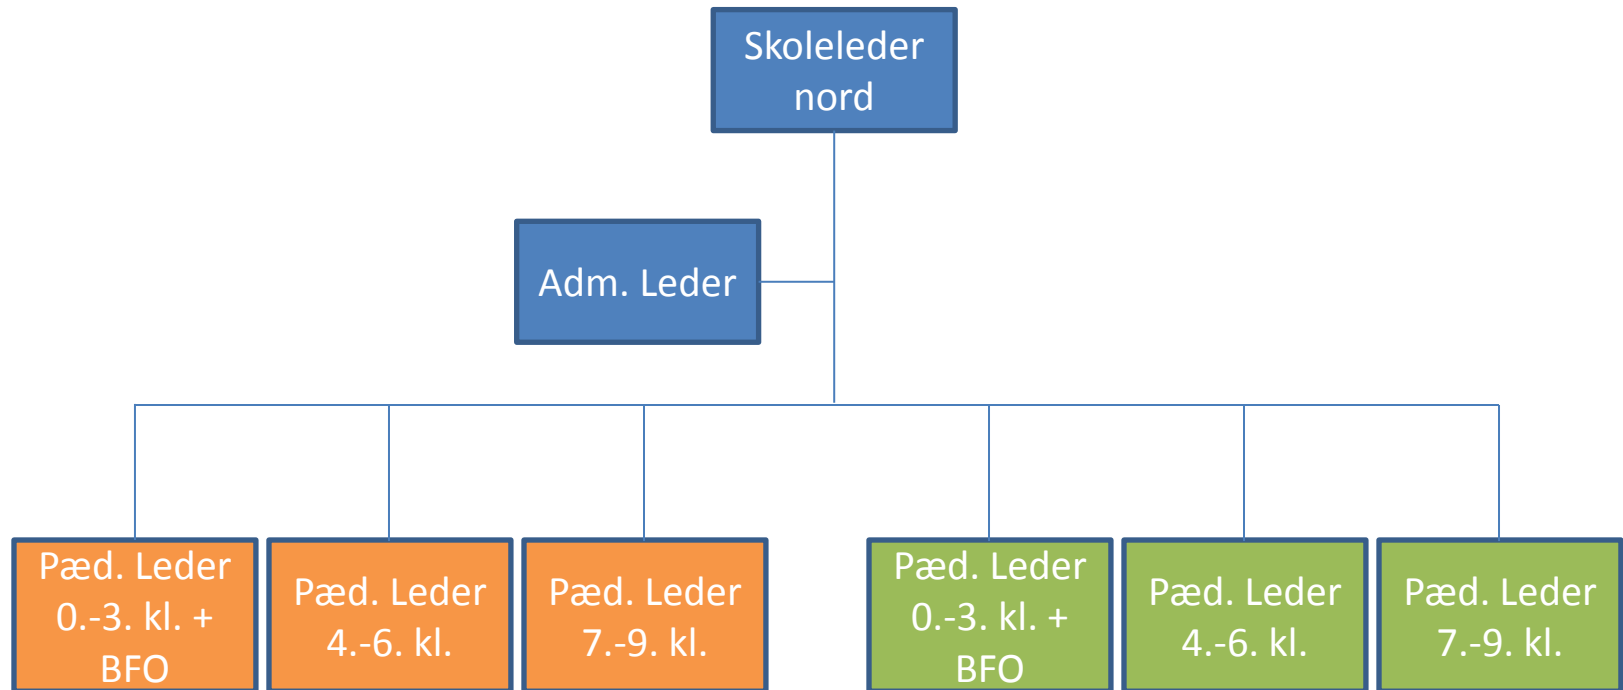 Skoleleder
nord
Adm. Leder
Pæd. Leder
0.-3. kl. +
BFO
Pæd. Leder
4.-6. kl.
Pæd. Leder
7.-9. kl.
Pæd. Leder
0.-3. kl. +
BFO
Pæd. Leder
4.-6. kl.
Pæd. Leder
7.-9. kl.